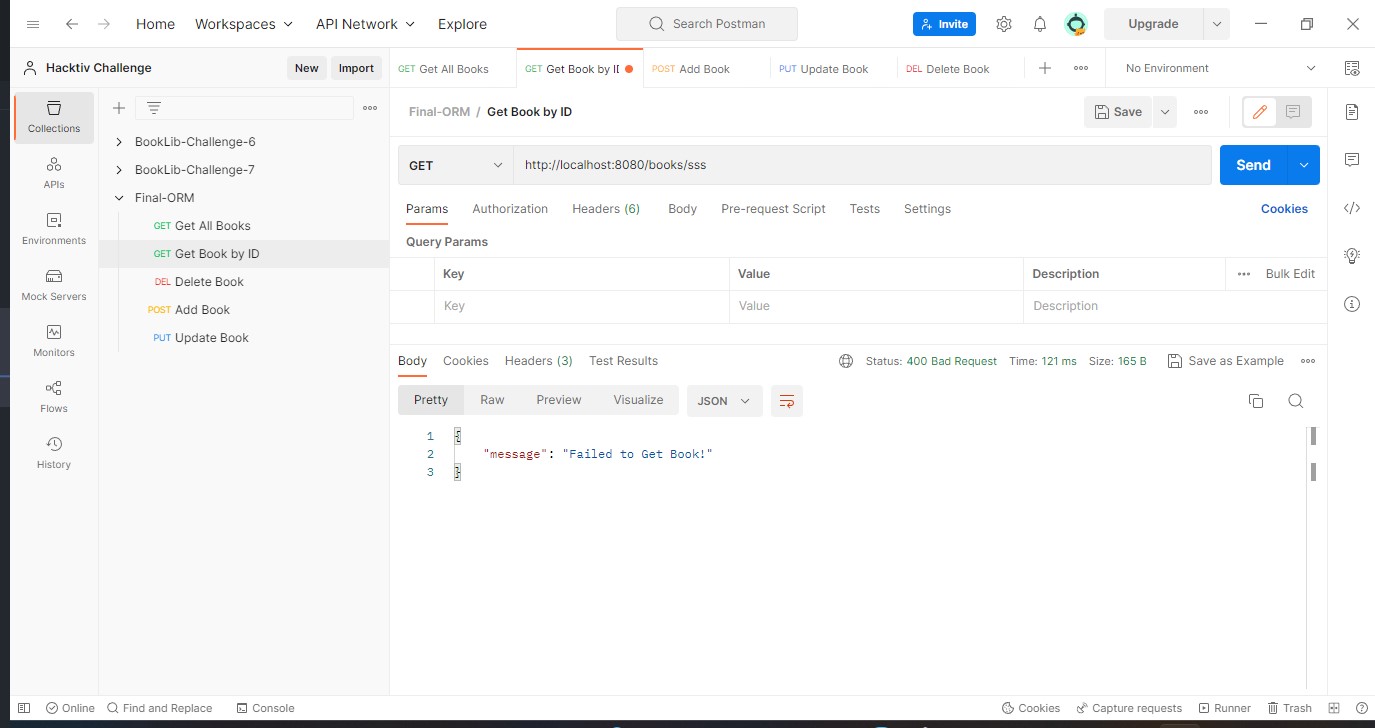 Home Workspaces API Network Explore Search Postman Invite Upgrade
Hacktiv Challenge New Import GET Get All Books GET Get Book by I POST Add Book PUT Update Book DEL Delete Book No Environment
Collections
APIs
Environments
Mock Servers
Monitors
Flows
History
BookLib-Challenge-6
BookLib-Challenge-7
Final-ORM
GET Get All Books
GET Get Book by ID
DEL Delete Book
POST Add Book
PUT Update Book
Final-ORM / Get Book by ID Save
GET http://localhost:8080/books/sss Send
Params Authorization Headers (6) Body Pre-request Script Tests Settings Cookies
Query Params
Key Value Description Bulk Edit
Key Value Description
Body Cookies Headers (3) Test Results Status: 400 Bad Request Time: 121 ms Size: 165 B Save as Example
Pretty Raw Preview Visualize JSON
1 {
2 "message": "Failed to Get Book!"
3 }
Online Find and Replace Console Cookies Capture requests Runner Trash